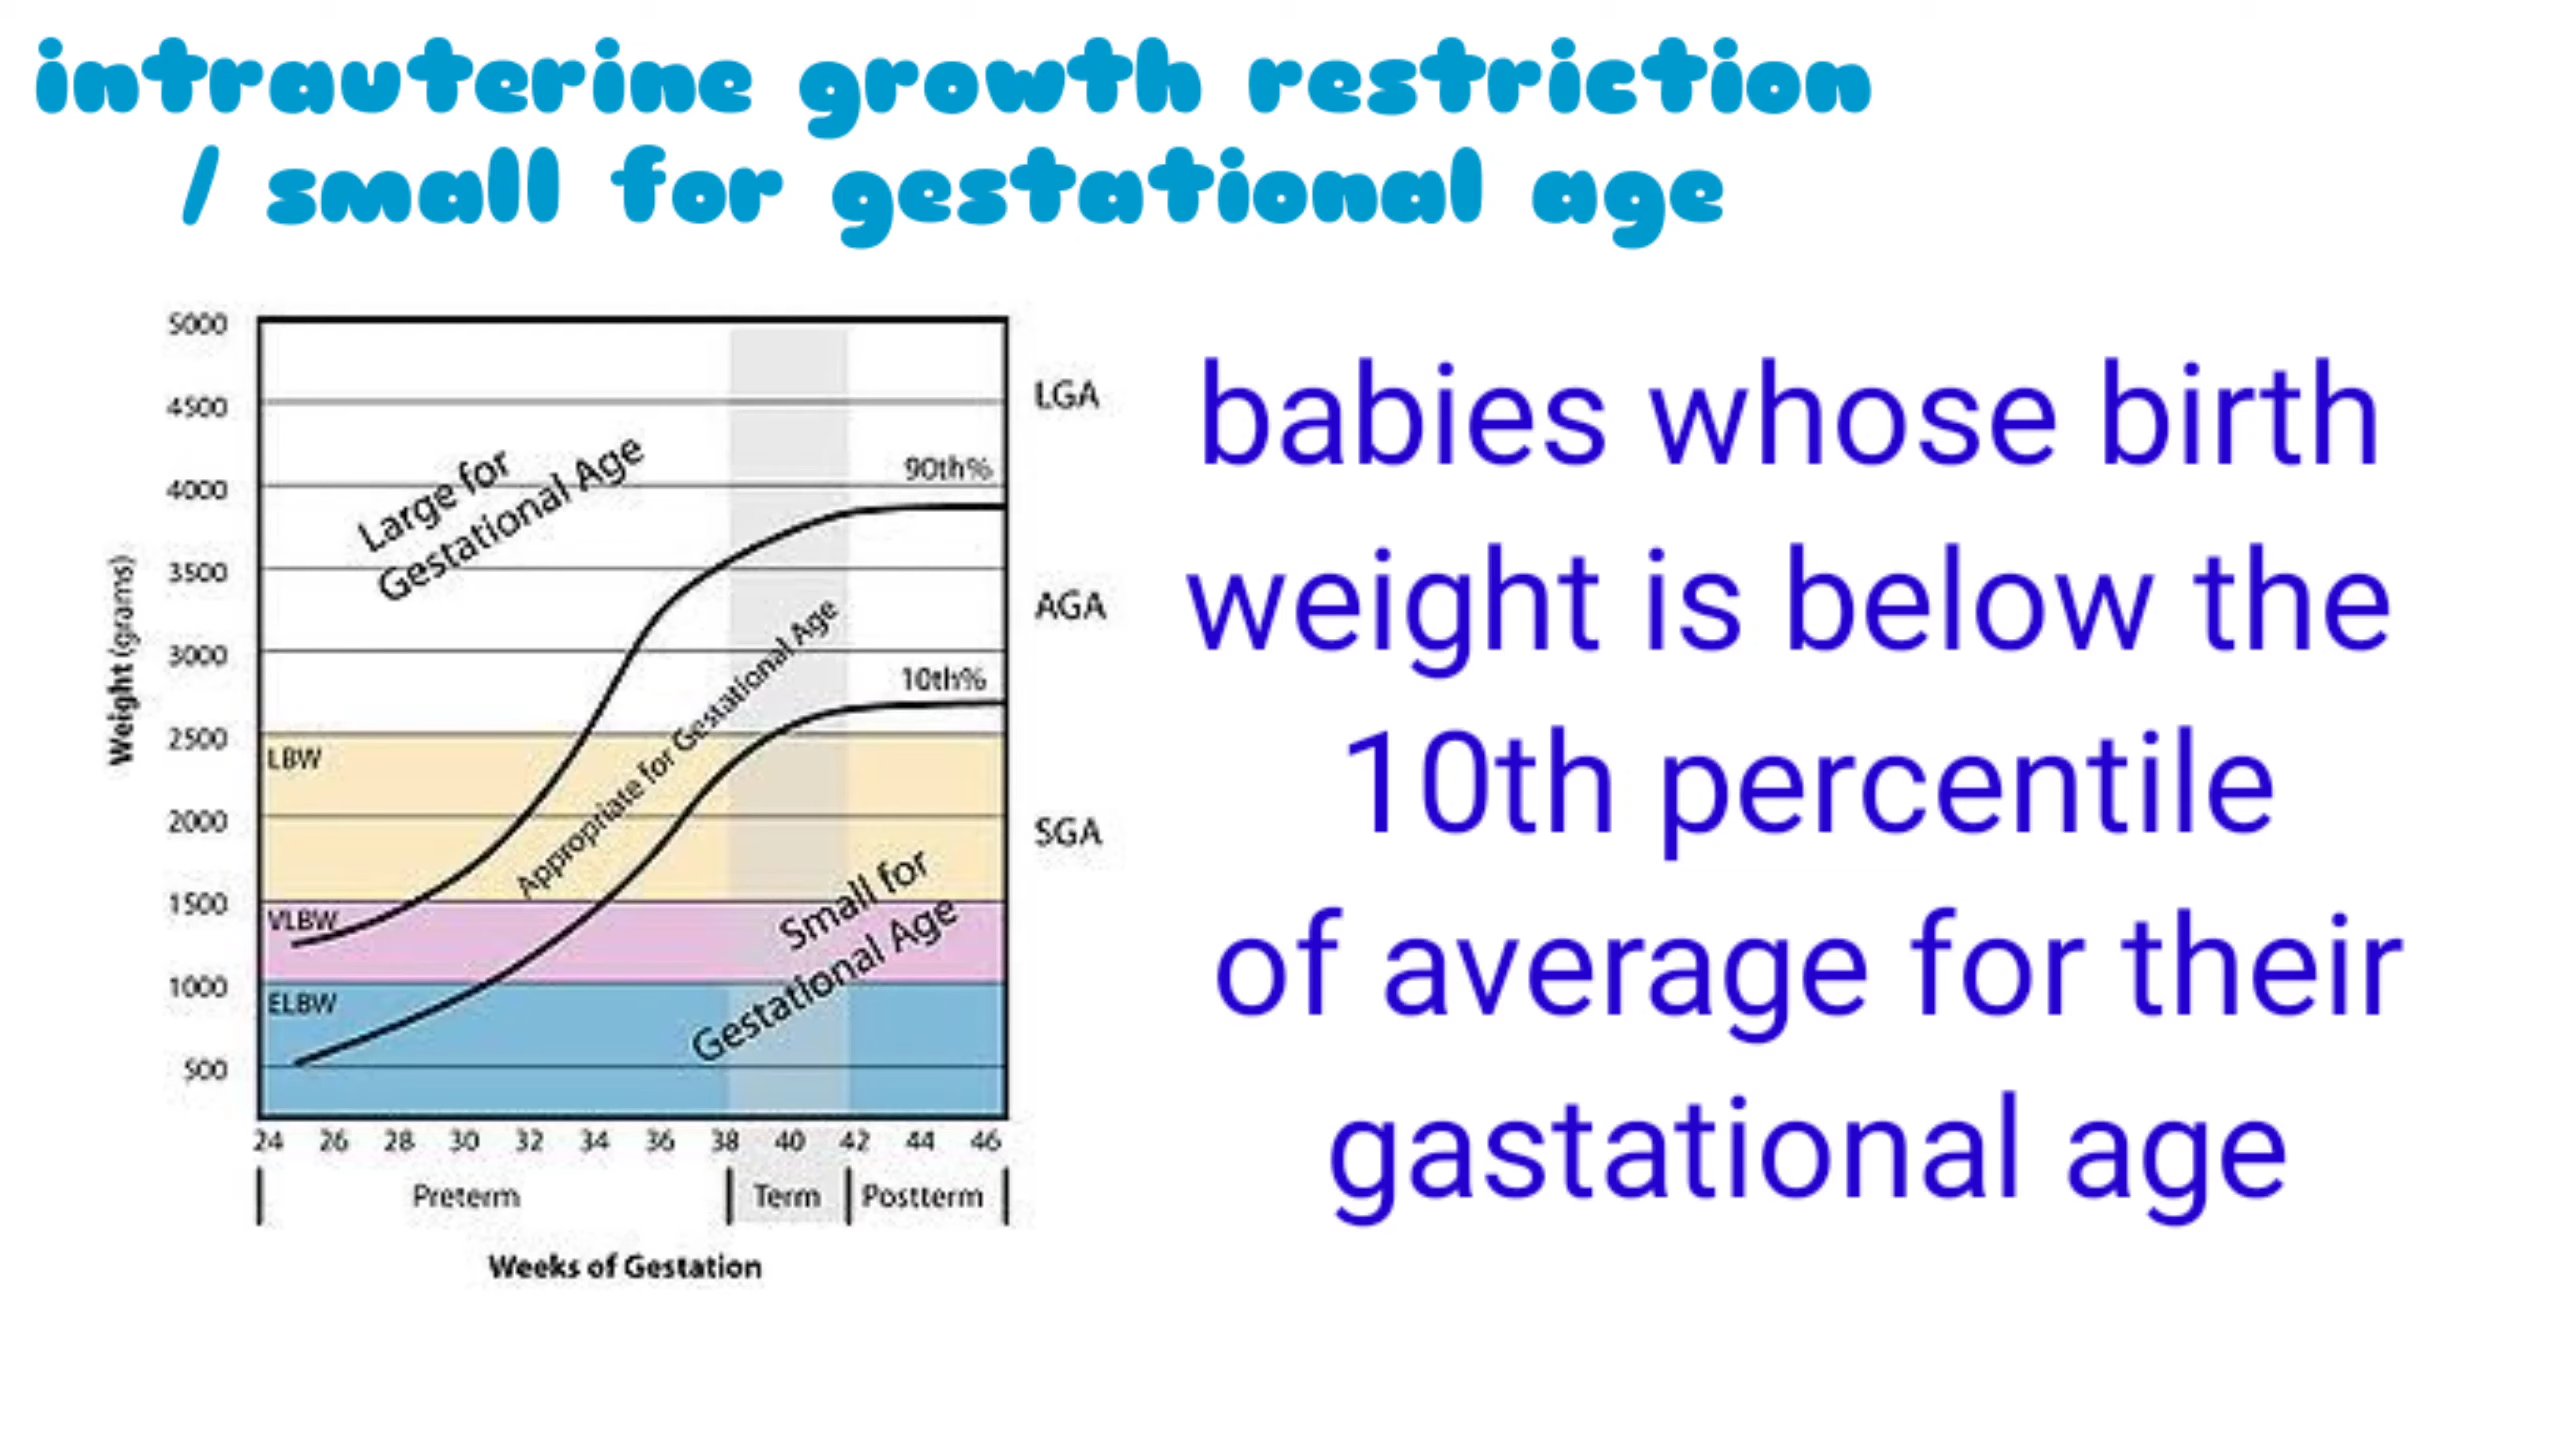 intrauterine growth restriction
/ small for gestational age
5000
4500
4000
3500
3000
2500
2000
1500
1000
500
Weight (grams)
Large for
Gestational Age
Appropriate for Gestational Age
Small for
Gestational Age
90th%
10th%
LBW
VLBW
ELBW
LGA
AGA
SGA
24 26 28 30 32 34 36 38 40 42 44 46
Preterm Term Postterm
Weeks of Gestation
babies whose birth
weight is below the
10th percentile
of average for their
gastational age